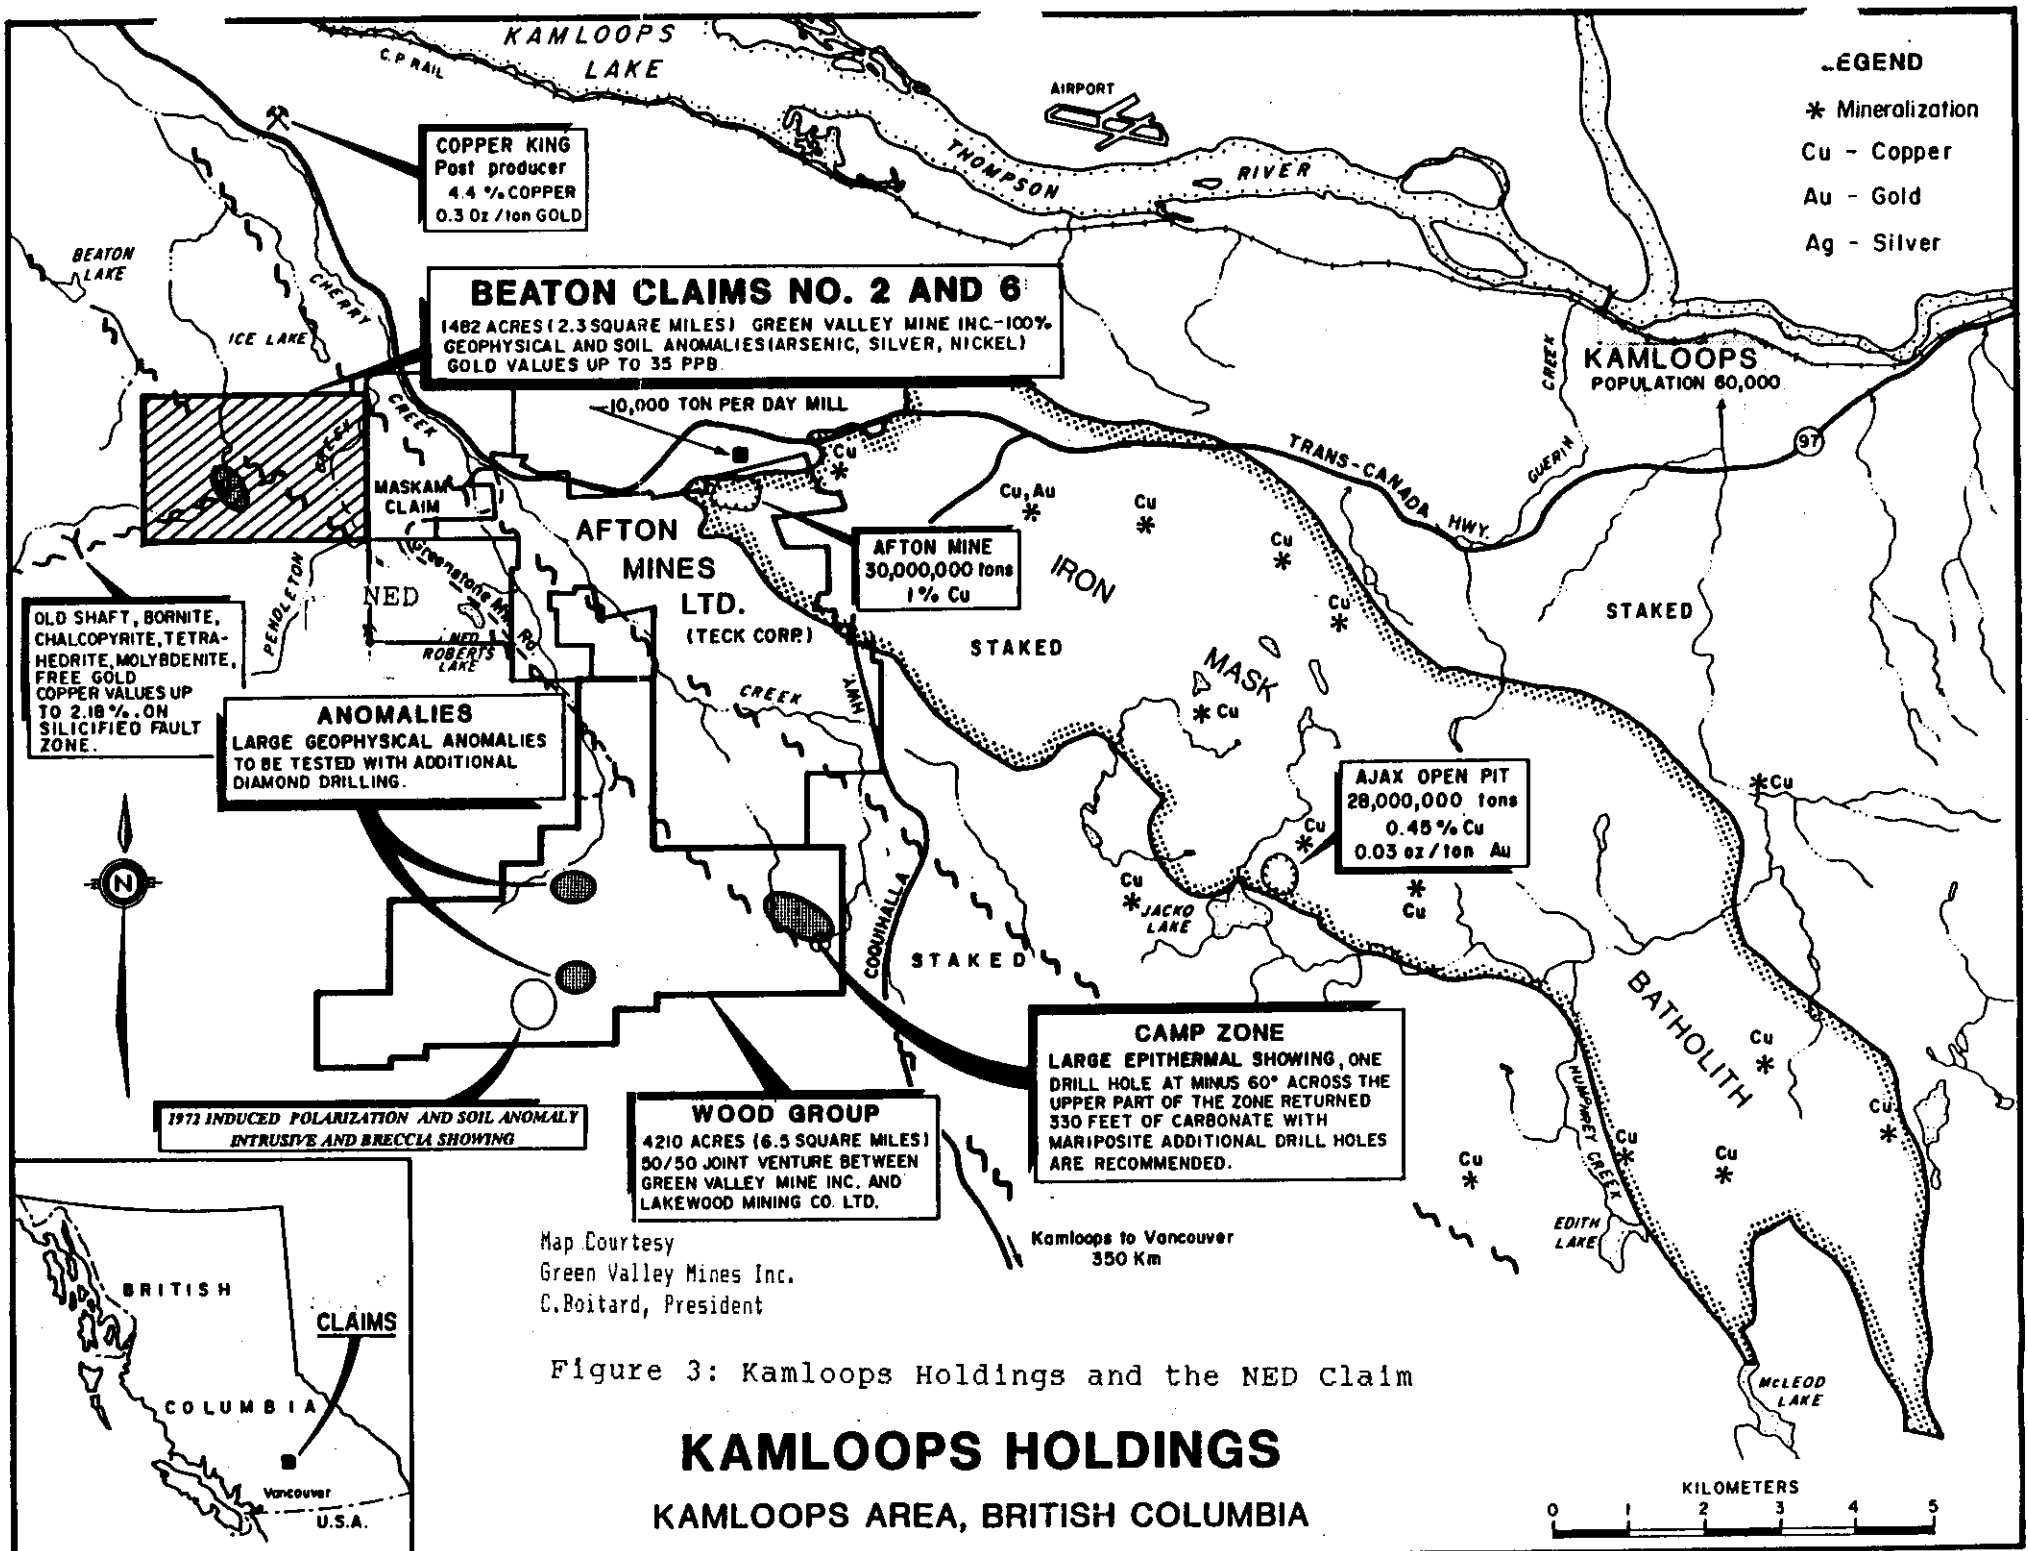 KAMLOOPS
LAKE
C.P. RAIL
AIRPORT
THOMPSON
RIVER
LEGEND
* Mineralization
Cu - Copper
Au - Gold
Ag - Silver
COPPER KING
Past producer
4.4 % COPPER
0.3 Oz / ton GOLD
BEATON
LAKE
ICE LAKE
CHERRY
CREEK
BEATON CLAIMS NO. 2 AND 6
1482 ACRES (2.3 SQUARE MILES) GREEN VALLEY MINE INC.-100%
GEOPHYSICAL AND SOIL ANOMALIES (ARSENIC, SILVER, NICKEL)
GOLD VALUES UP TO 35 PPB
10,000 TON PER DAY MILL
KAMLOOPS
POPULATION 60,000
CREEK
GUERIN
97
TRANS-CANADA HWY.
MASKAM
CLAIM
CREEK
PENDLETON
Greenstone Mtn Rd
NED
NED
ROBERTS
LAKE
AFTON
MINES
LTD.
(TECK CORP.)
Cu
Cu, Au
Cu
Cu
Cu
AFTON MINE
30,000,000 tons
1 % Cu
IRON
MASK
BATHOLITH
STAKED
STAKED
OLD SHAFT, BORNITE,
CHALCOPYRITE, TETRA-
HEDRITE, MOLYBDENITE,
FREE GOLD
COPPER VALUES UP
TO 2.18 %. ON
SILICIFIED FAULT
ZONE.
ANOMALIES
LARGE GEOPHYSICAL ANOMALIES
TO BE TESTED WITH ADDITIONAL
DIAMOND DRILLING.
CREEK
HWY.
COQUIHALLA
STAKED
Cu
Cu
Cu
AJAX OPEN PIT
28,000,000 tons
0.45 % Cu
0.03 oz / ton Au
Cu
Cu
JACKO
LAKE
Cu
N
CAMP ZONE
LARGE EPITHERMAL SHOWING, ONE
DRILL HOLE AT MINUS 60° ACROSS THE
UPPER PART OF THE ZONE RETURNED
330 FEET OF CARBONATE WITH
MARIPOSITE ADDITIONAL DRILL HOLES
ARE RECOMMENDED.
1972 INDUCED POLARIZATION AND SOIL ANOMALY
INTRUSIVE AND BRECCIA SHOWING
WOOD GROUP
4210 ACRES (6.5 SQUARE MILES)
50/50 JOINT VENTURE BETWEEN
GREEN VALLEY MINE INC. AND
LAKEWOOD MINING CO. LTD.
Cu
Cu
Cu
Cu
HUMPHREY CREEK
EDITH
LAKE
McLEOD
LAKE
Kamloops to Vancouver
350 Km
Map Courtesy
Green Valley Mines Inc.
C.Boitard, President
BRITISH
COLUMBIA
CLAIMS
Vancouver
U.S.A.
Figure 3: Kamloops Holdings and the NED Claim
KAMLOOPS HOLDINGS
KAMLOOPS AREA, BRITISH COLUMBIA
KILOMETERS
0 1 2 3 4 5